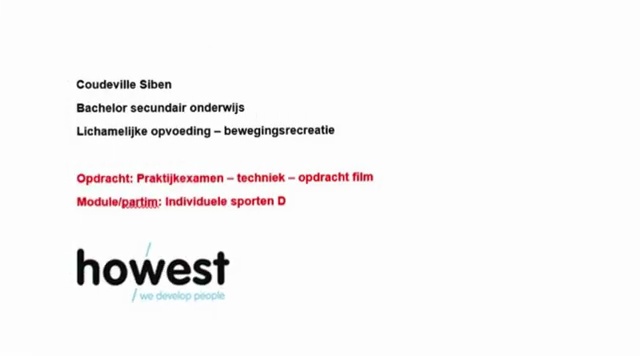 Coudeville Siben
Bachelor secundair onderwijs
Lichamelijke opvoeding – bewegingsrecreatie
Opdracht: Praktijkexamen – techniek – opdracht film
Module/partim: Individuele sporten D
howest
we develop people